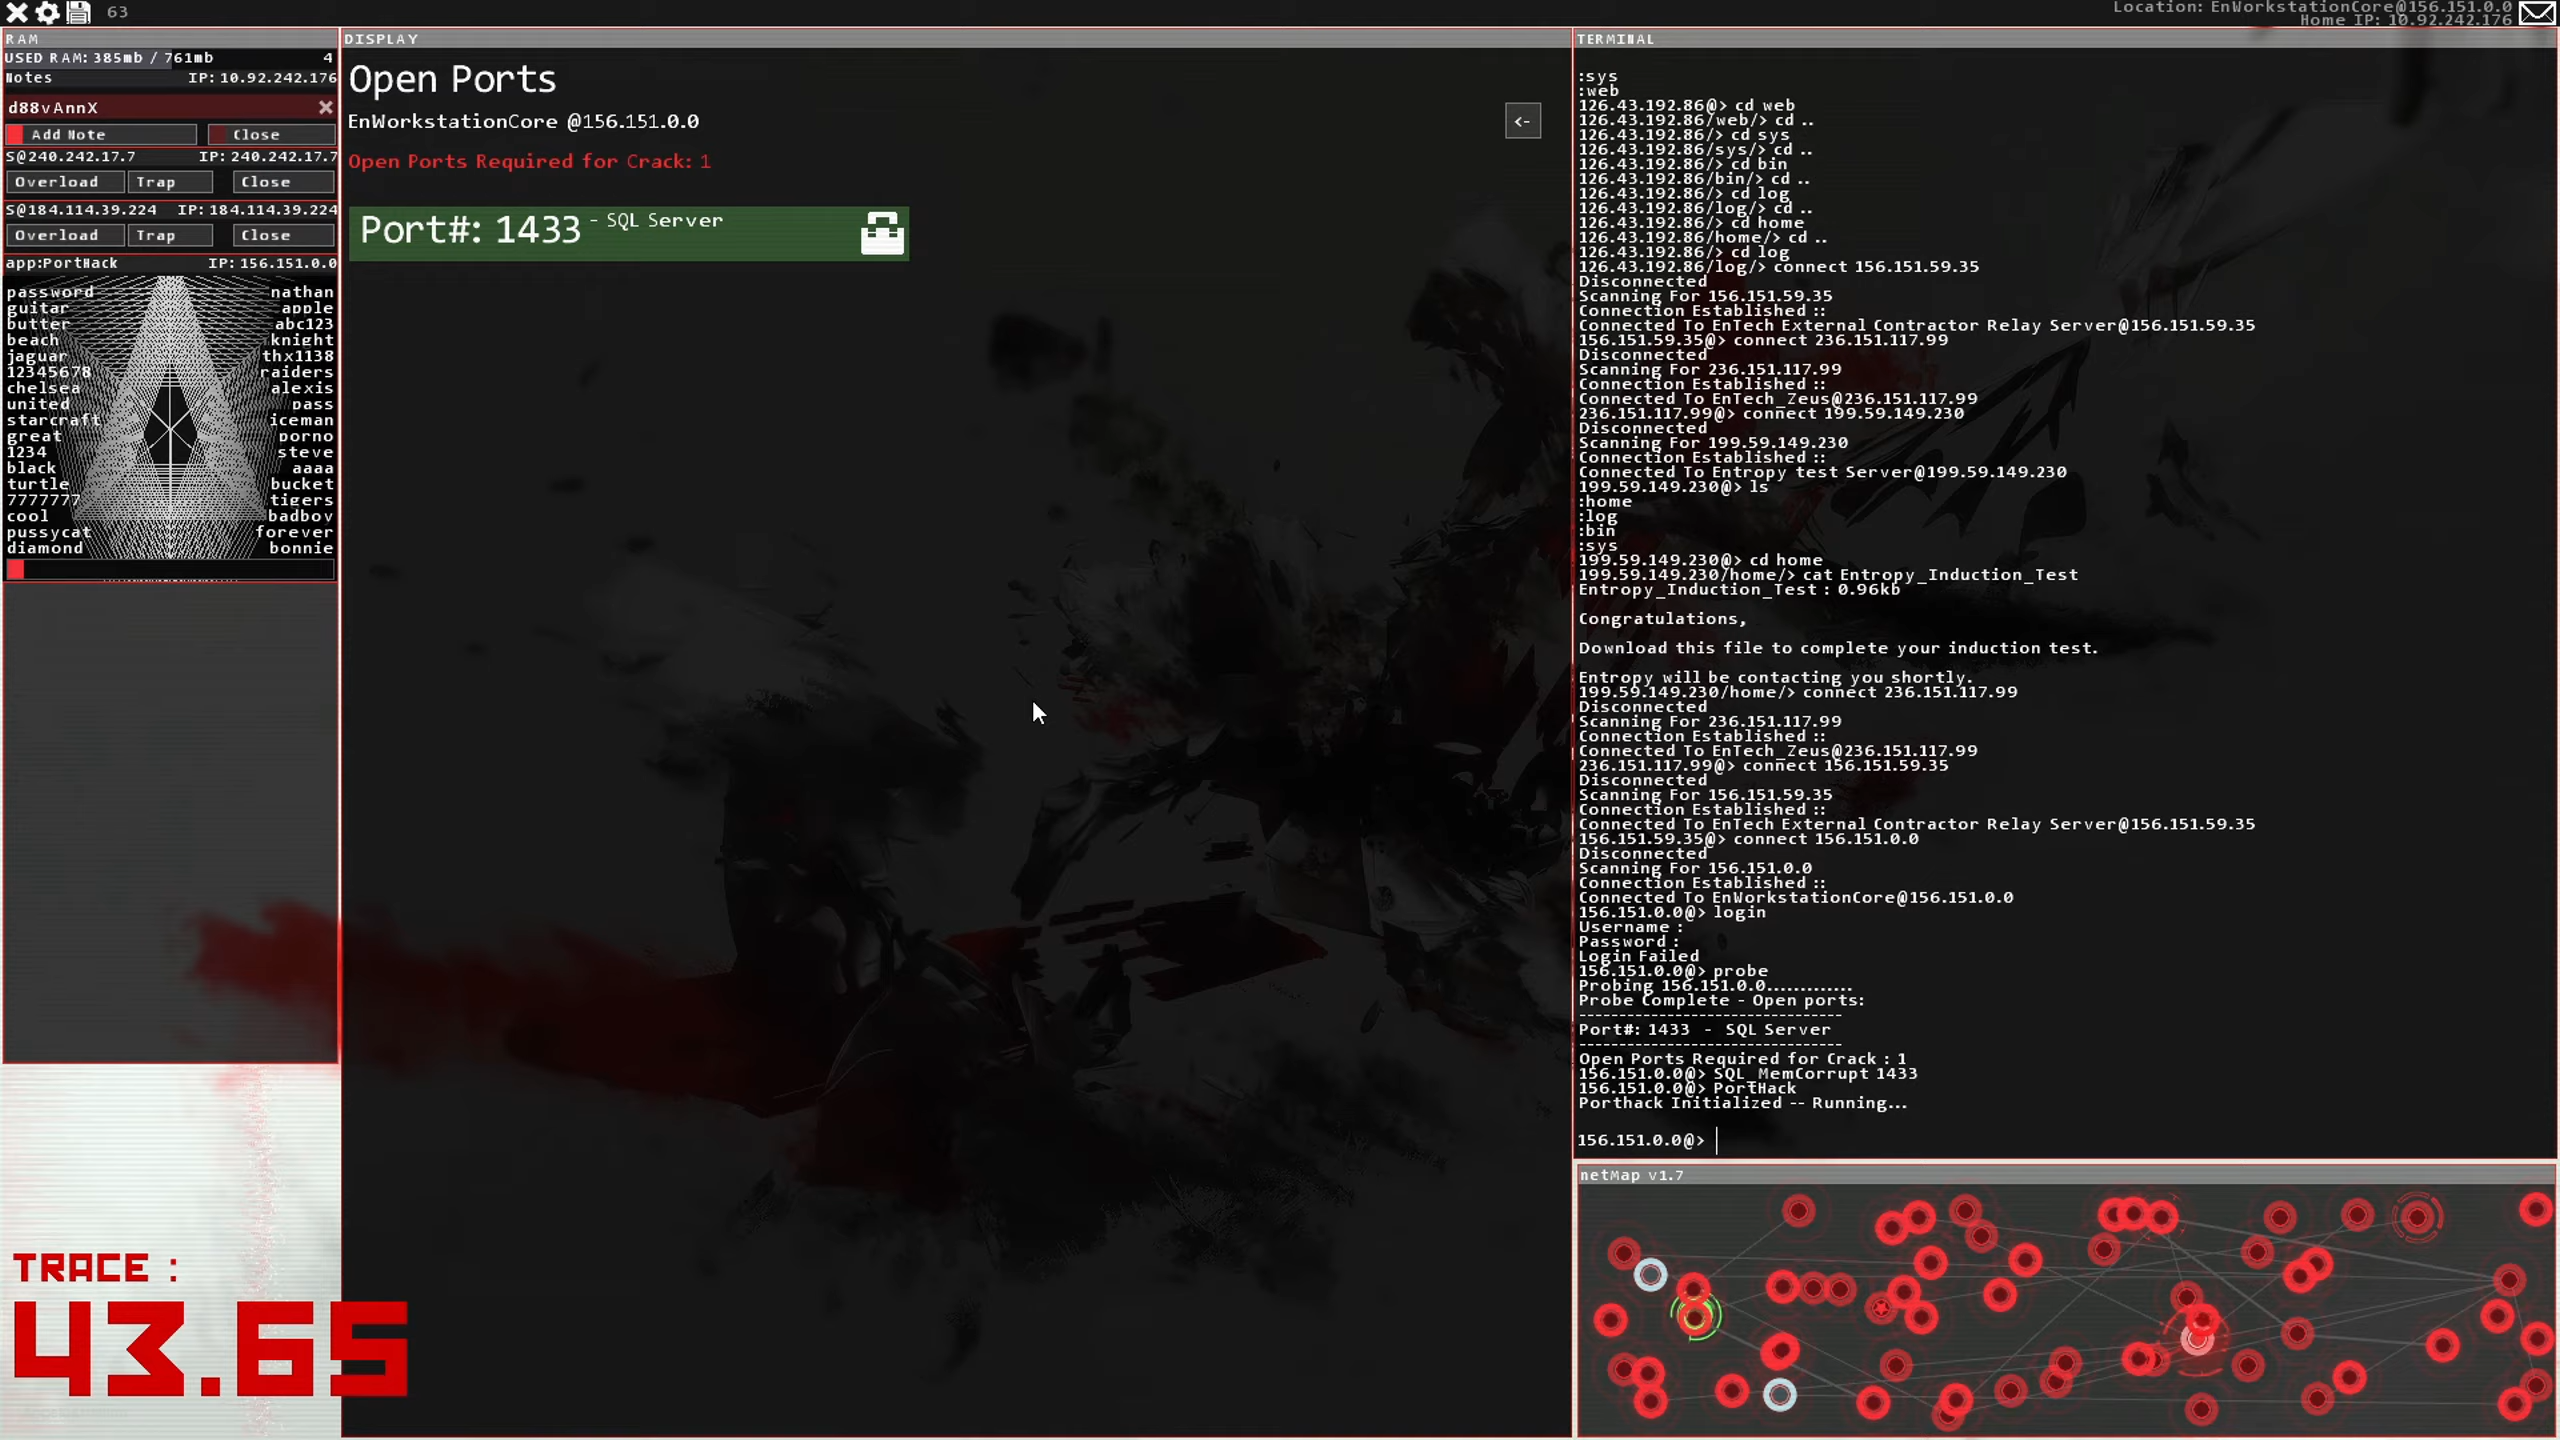 63
Location: EnWorkstationCore@156.151.0.0
Home IP: 10.92.242.176
RAM
USED RAM: 385mb / 761mb 4
Notes IP: 10.92.242.176
d88vAnnX
Add Note Close
S@240.242.17.7 IP: 240.242.17.7
Overload Trap Close
S@184.114.39.224 IP: 184.114.39.224
Overload Trap Close
app:PortHack IP: 156.151.0.0
password nathan
guitar apple
butter abc123
beach knight
jaguar thx1138
12345678 raiders
chelsea alexis
united pass
starcraft iceman
great porno
1234 steve
black aaaa
turtle bucket
7777777 tigers
cool badboy
pussycat forever
diamond bonnie
TRACE :
43.65
DISPLAY
Open Ports
EnWorkstationCore @156.151.0.0
<-
Open Ports Required for Crack: 1
Port#: 1433 - SQL Server
TERMINAL
:sys
:web
126.43.192.86@> cd web
126.43.192.86/web/> cd ..
126.43.192.86/> cd sys
126.43.192.86/sys/> cd ..
126.43.192.86/> cd bin
126.43.192.86/bin/> cd ..
126.43.192.86/> cd log
126.43.192.86/log/> cd ..
126.43.192.86/> cd home
126.43.192.86/home/> cd ..
126.43.192.86/> cd log
126.43.192.86/log/> connect 156.151.59.35
Disconnected
Scanning For 156.151.59.35
Connection Established ::
Connected To EnTech External Contractor Relay Server@156.151.59.35
156.151.59.35@> connect 236.151.117.99
Disconnected
Scanning For 236.151.117.99
Connection Established ::
Connected To EnTech_Zeus@236.151.117.99
236.151.117.99@> connect 199.59.149.230
Disconnected
Scanning For 199.59.149.230
Connection Established ::
Connected To Entropy test Server@199.59.149.230
199.59.149.230@> ls
:home
:log
:bin
:sys
199.59.149.230@> cd home
199.59.149.230/home/> cat Entropy_Induction_Test
Entropy_Induction_Test : 0.96kb
Congratulations,
Download this file to complete your induction test.
Entropy will be contacting you shortly.
199.59.149.230/home/> connect 236.151.117.99
Disconnected
Scanning For 236.151.117.99
Connection Established ::
Connected To EnTech_Zeus@236.151.117.99
236.151.117.99@> connect 156.151.59.35
Disconnected
Scanning For 156.151.59.35
Connection Established ::
Connected To EnTech External Contractor Relay Server@156.151.59.35
156.151.59.35@> connect 156.151.0.0
Disconnected
Scanning For 156.151.0.0
Connection Established ::
Connected To EnWorkstationCore@156.151.0.0
156.151.0.0@> login
Username :
Password :
Login Failed
156.151.0.0@> probe
Probing 156.151.0.0.............
Probe Complete - Open ports:
---------------------------------
Port#: 1433 - SQL Server
---------------------------------
Open Ports Required for Crack : 1
156.151.0.0@> SQL_MemCorrupt 1433
156.151.0.0@> PortHack
Porthack Initialized -- Running...
156.151.0.0@>
netMap v1.7